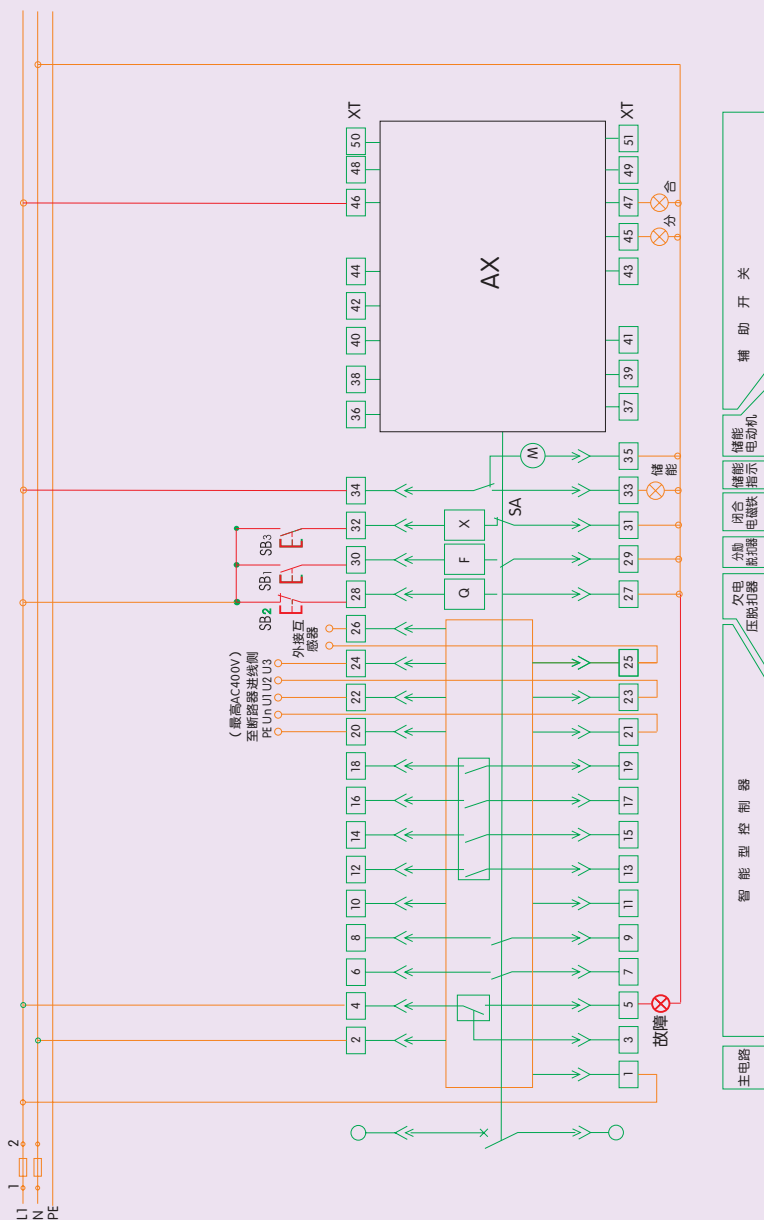 L1
N
PE
1
2
主电路
智能型控制器
欠电
压脱扣器
分励
脱扣器
闭合
电磁铁
储能
指示
储能
电动机
辅助开关
2
4
6
8
10
12
14
16
18
20
22
24
26
28
30
32
34
36
38
40
42
44
46
48
50
XT
(最高AC400V)
至断路器进线侧
PE Un U1 U2 U3
外接互
感器
SB2
SB1
SB3
Q
F
X
SA
M
AX
1
3
5
7
9
11
13
15
17
19
21
23
25
27
29
31
33
35
37
39
41
43
45
47
49
51
XT
故障
储能
分
合